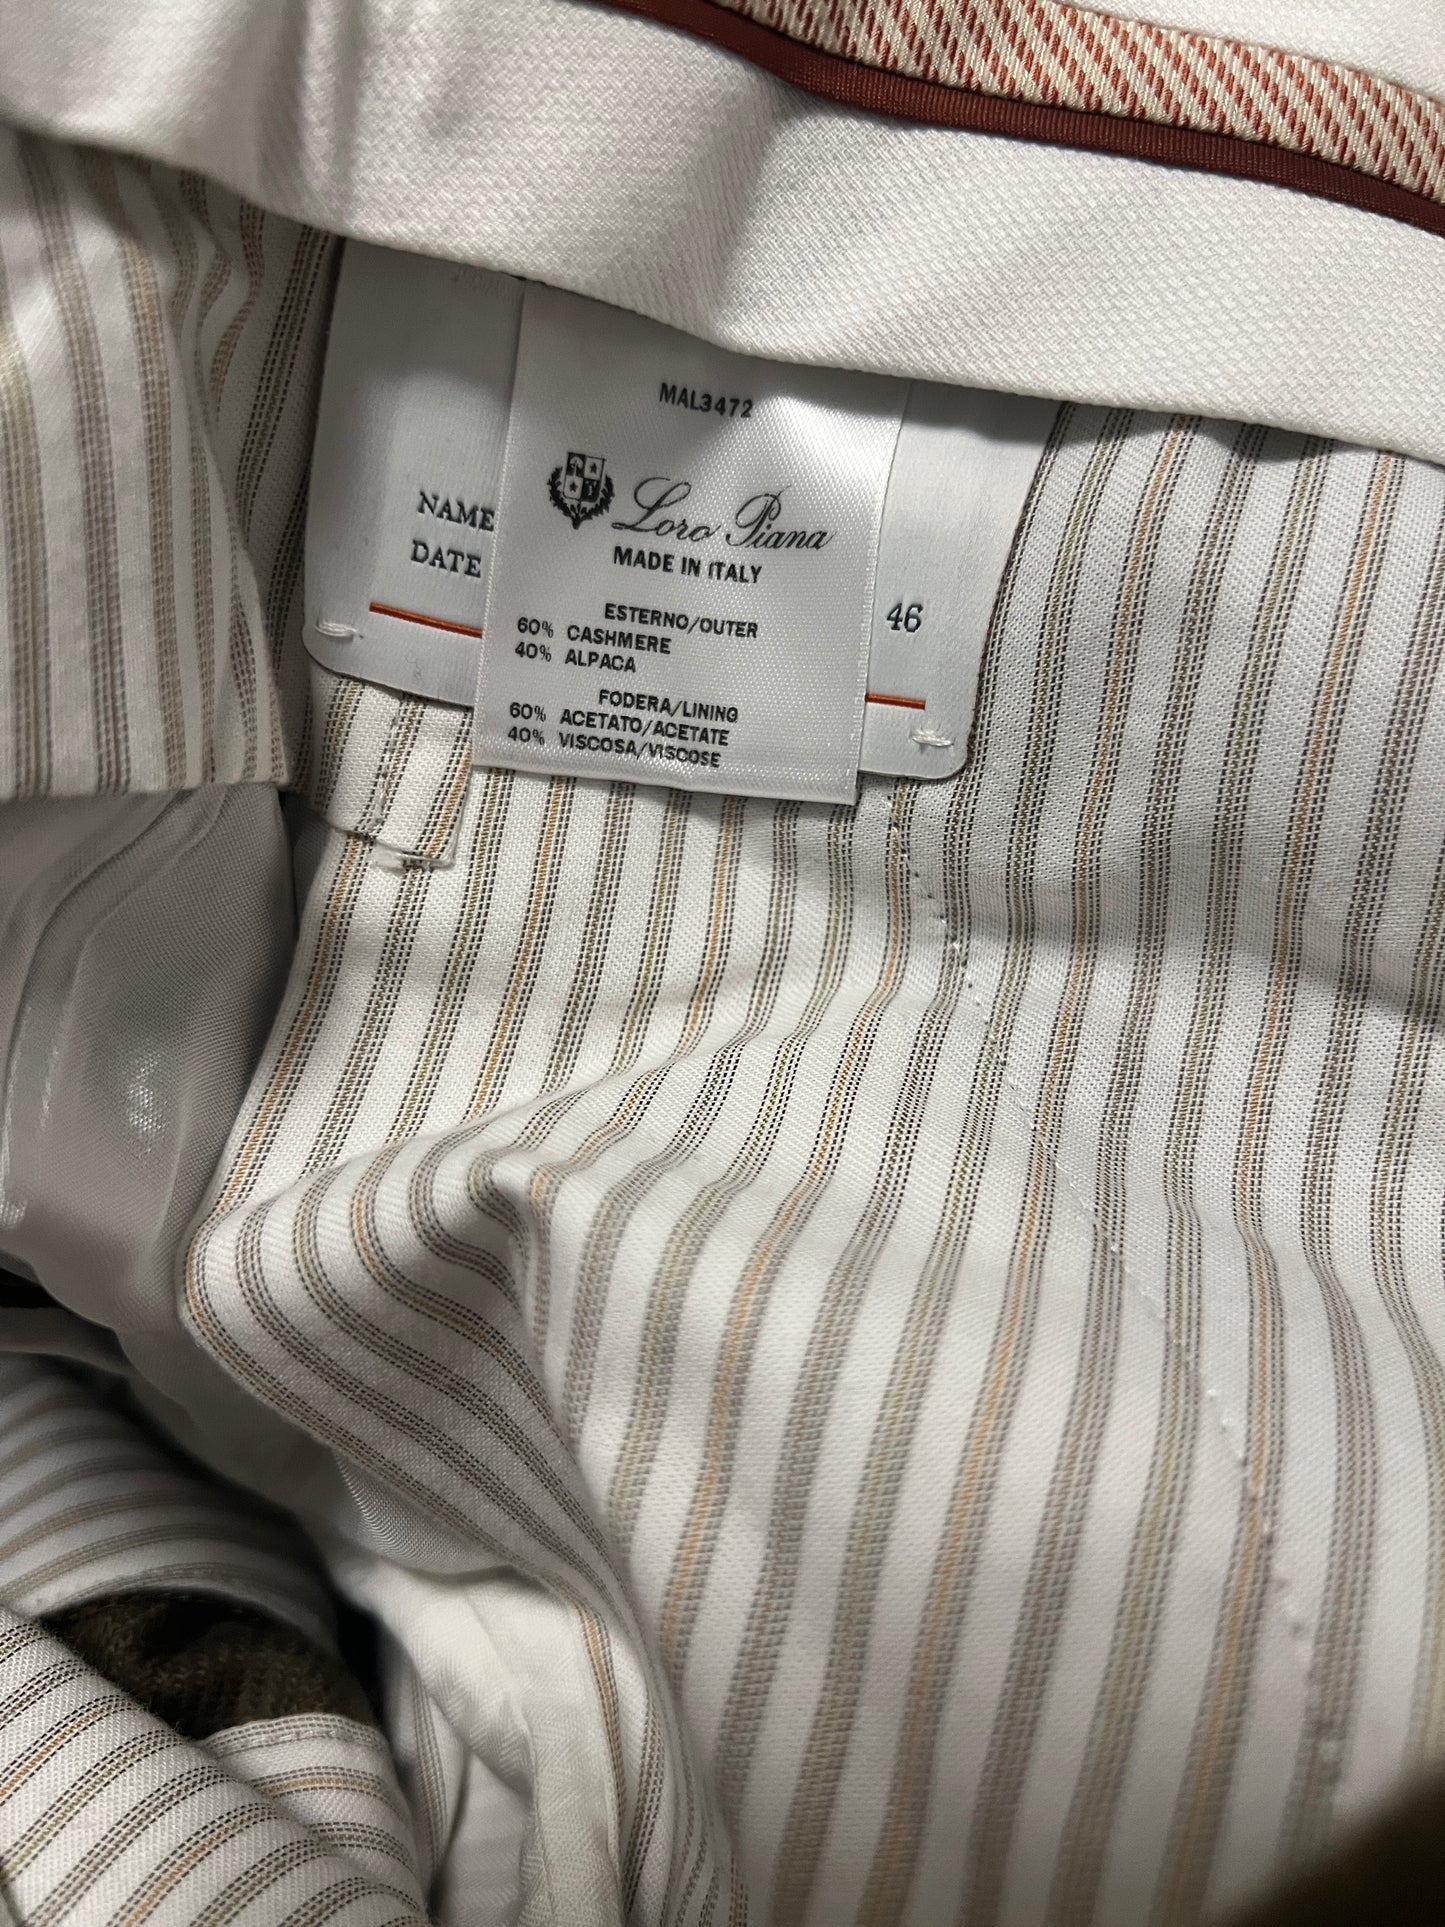 MAL3472
Loro Piana
MADE IN ITALY
NAME
DATE
46
ESTERNO/OUTER
60% CASHMERE
40% ALPACA
FODERA/LINING
60% ACETATO/ACETATE
40% VISCOSA/VISCOSE